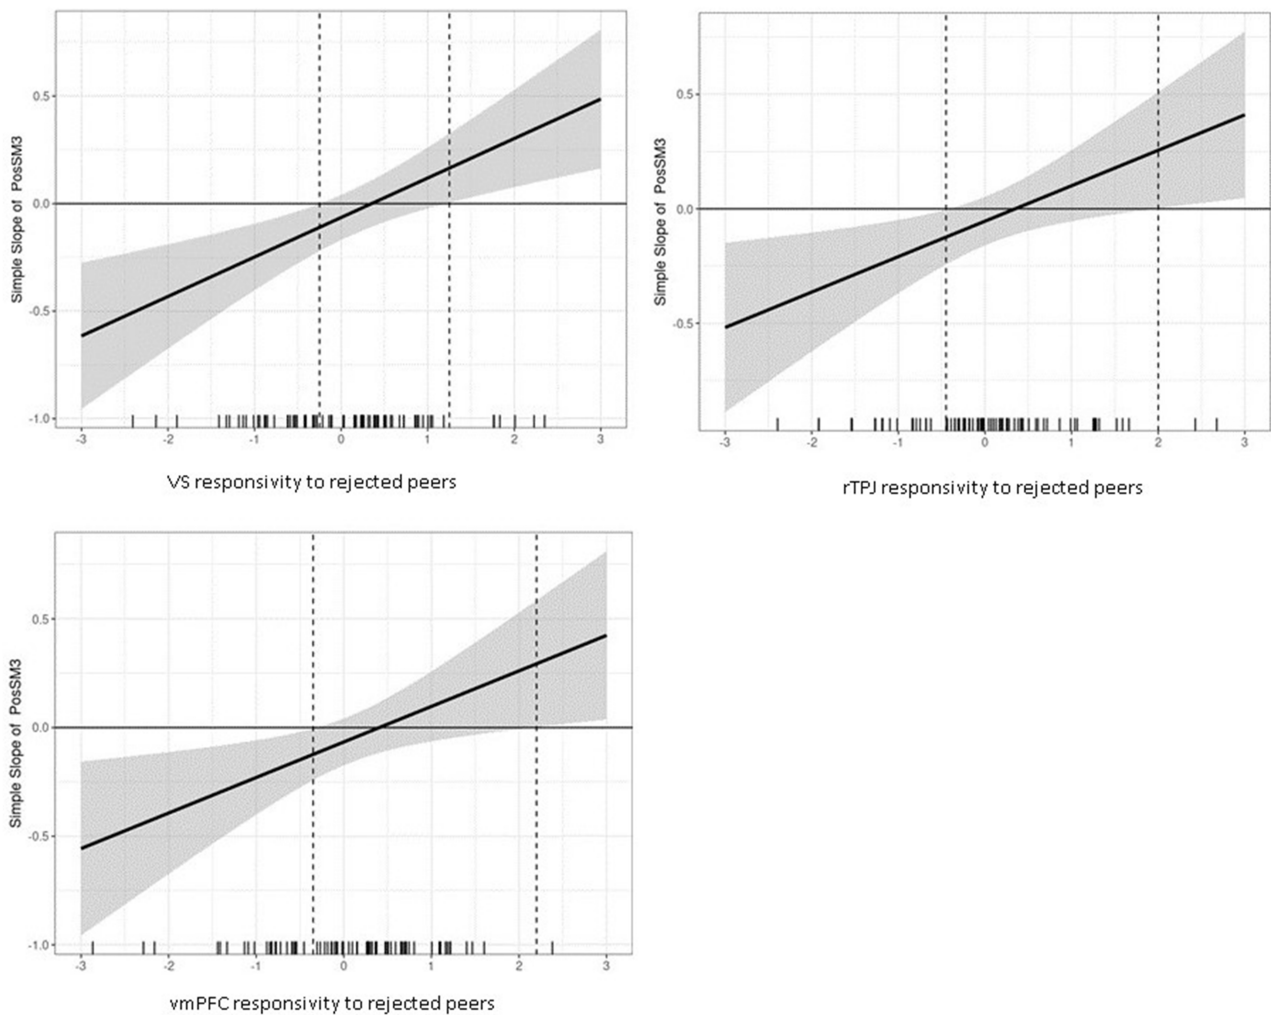 Simple Slope of PosSM3
0.5
0.0
-0.5
-1.0
-3 -2 -1 0 1 2 3
VS responsivity to rejected peers
Simple Slope of PosSM3
0.5
0.0
-0.5
-3 -2 -1 0 1 2 3
rTPJ responsivity to rejected peers
Simple Slope of PosSM3
0.5
0.0
-0.5
-1.0
-3 -2 -1 0 1 2 3
vmPFC responsivity to rejected peers